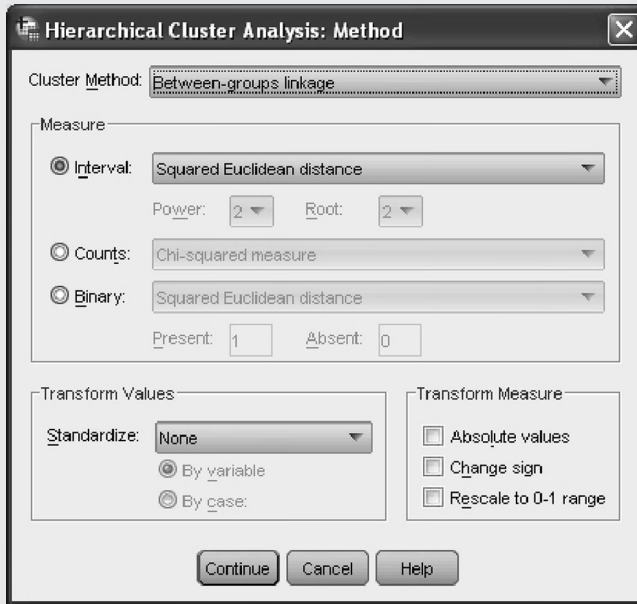 Hierarchical Cluster Analysis: Method
Cluster Method: Between-groups linkage
Measure
Interval: Squared Euclidean distance
Power: 2 Root: 2
Counts: Chi-squared measure
Binary: Squared Euclidean distance
Present: 1 Absent: 0
Transform Values
Standardize: None
By variable
By case:
Transform Measure
Absolute values
Change sign
Rescale to 0-1 range
Continue Cancel Help